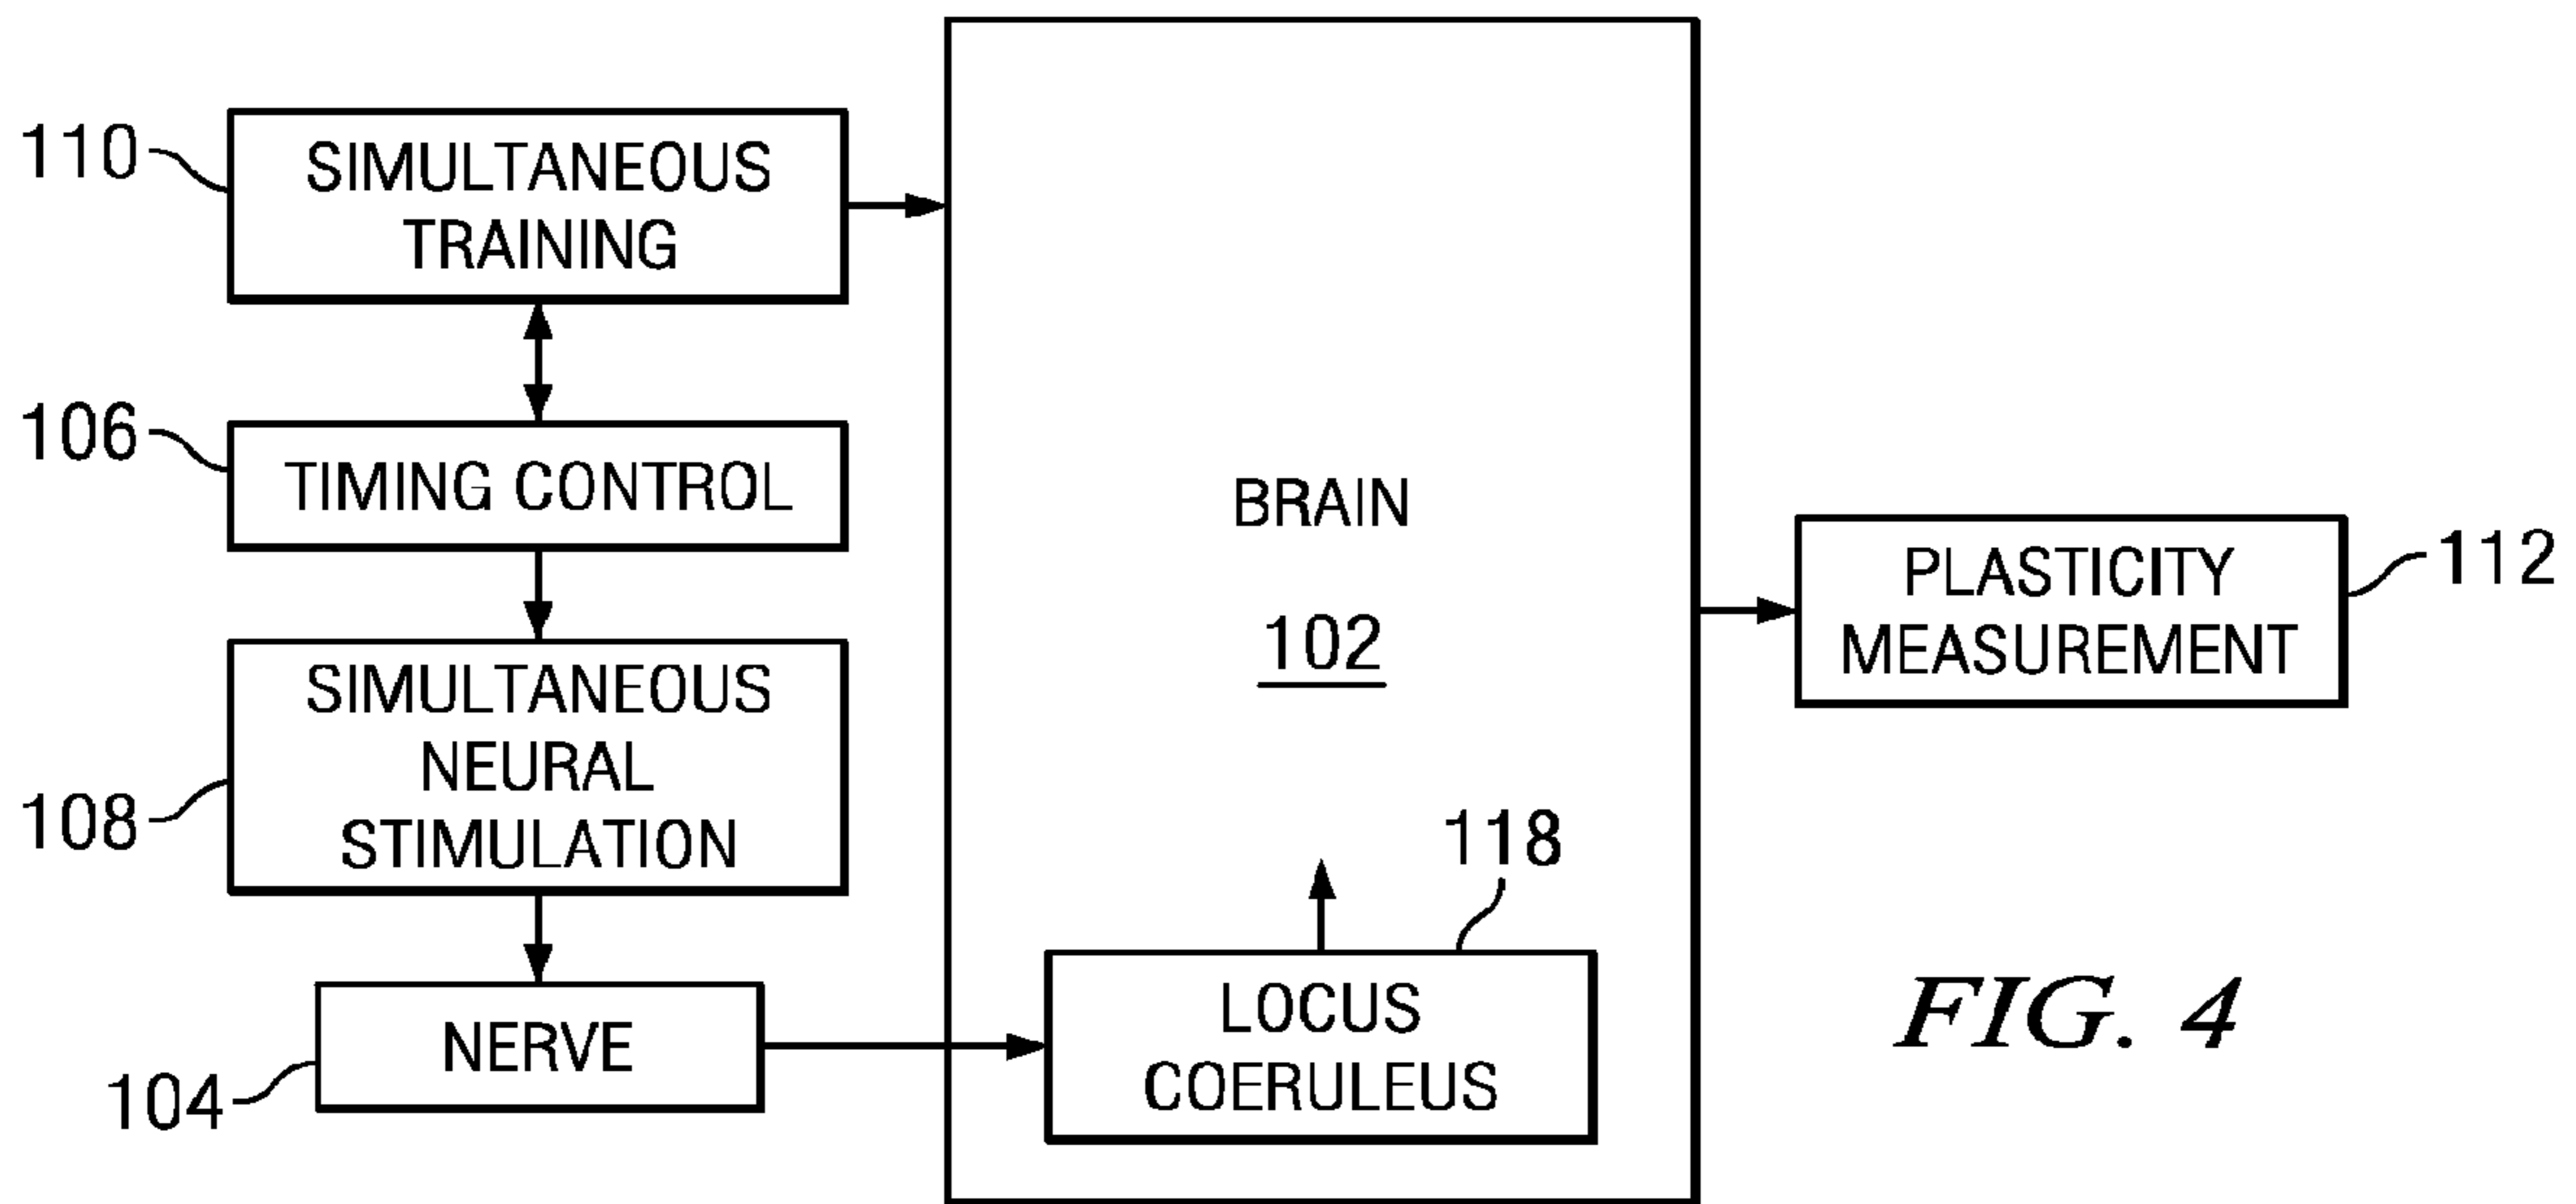 110
SIMULTANEOUS
TRAINING
106
TIMING CONTROL
108
SIMULTANEOUS
NEURAL
STIMULATION
104
NERVE
BRAIN
102
118
LOCUS
COERULEUS
PLASTICITY
MEASUREMENT
112
FIG. 4